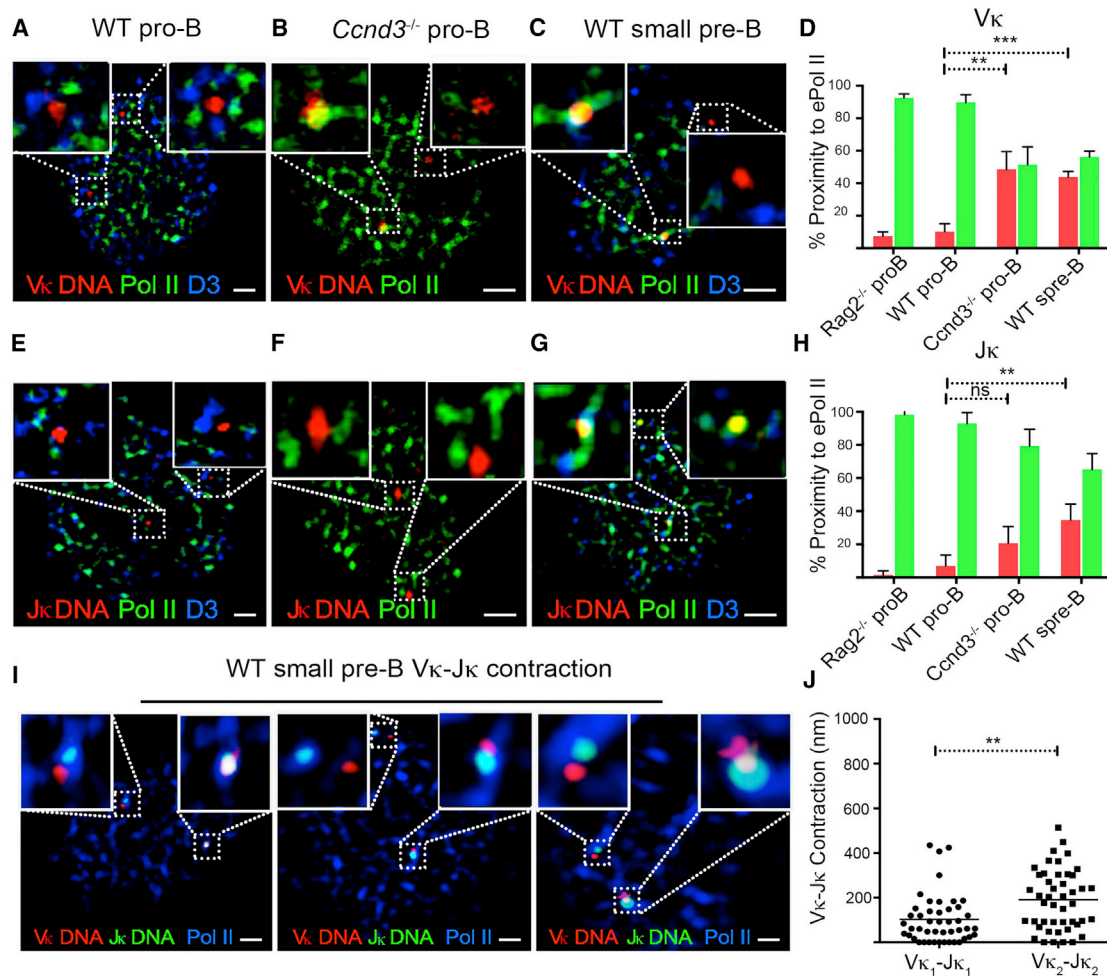 A WT pro-B
B Ccnd3-/- pro-B
C WT small pre-B
D Vκ
Vκ DNA Pol II D3
Vκ DNA Pol II
Vκ DNA Pol II D3
*** 
**
% Proximity to ePol II
100
80
60
40
20
0
Rag2-/- proB
WT pro-B
Ccnd3-/- pro-B
WT spre-B
E
F
G
H Jκ
Jκ DNA Pol II D3
Jκ DNA Pol II
Jκ DNA Pol II D3
**
ns
% Proximity to ePol II
100
80
60
40
20
0
Rag2-/- proB
WT pro-B
Ccnd3-/- pro-B
WT spre-B
I WT small pre-B Vκ-Jκ contraction
Vκ DNA Jκ DNA Pol II
Vκ DNA Jκ DNA Pol II
Vκ DNA Jκ DNA Pol II
J
**
Vκ-Jκ Contraction (nm)
1000
800
600
400
200
0
Vκ1-Jκ1
Vκ2-Jκ2